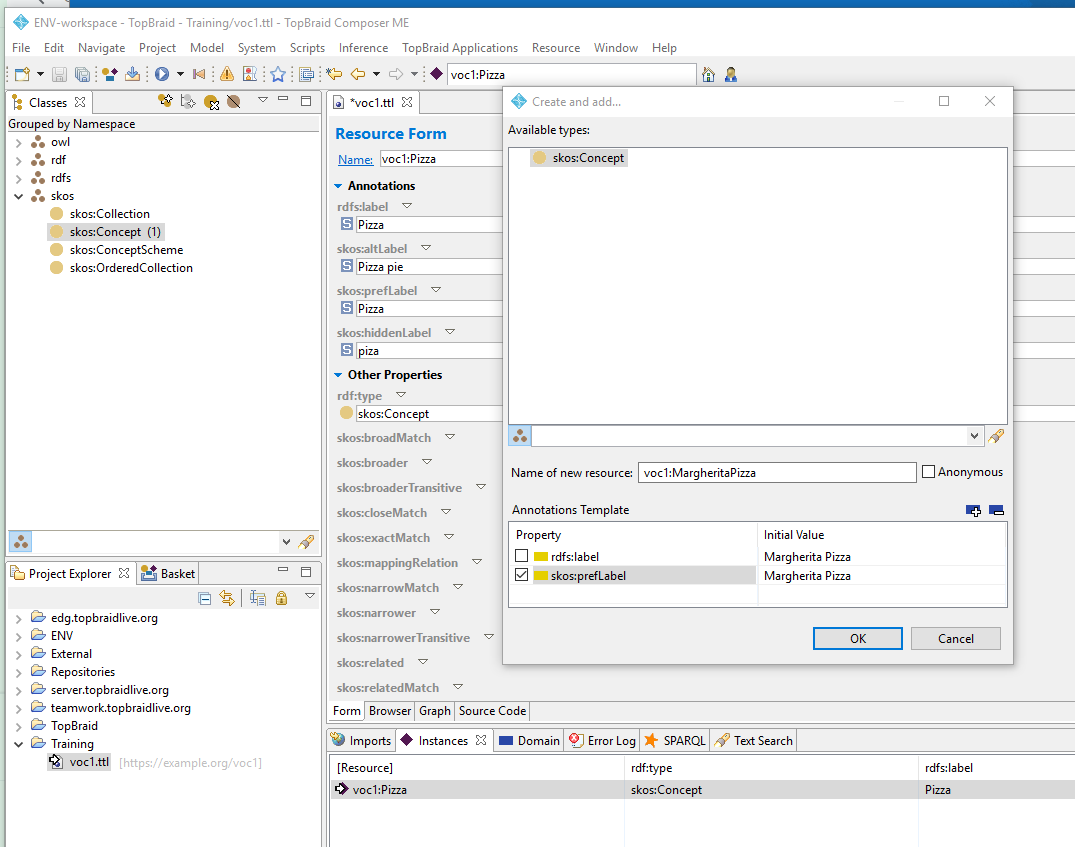 ENV-workspace - TopBraid - Training/voc1.ttl - TopBraid Composer ME
File Edit Navigate Project Model System Scripts Inference TopBraid Applications Resource Window Help
voc1:Pizza
Classes
Grouped by Namespace
owl
rdf
rdfs
skos
skos:Collection
skos:Concept (1)
skos:ConceptScheme
skos:OrderedCollection
*voc1.ttl
Resource Form
Name: voc1:Pizza
Annotations
rdfs:label
S Pizza
skos:altLabel
S Pizza pie
skos:prefLabel
S Pizza
skos:hiddenLabel
S piza
Other Properties
rdf:type
skos:Concept
skos:broadMatch
skos:broader
skos:broaderTransitive
skos:closeMatch
skos:exactMatch
skos:mappingRelation
skos:narrowMatch
skos:narrower
skos:narrowerTransitive
skos:related
skos:relatedMatch
Form Browser Graph Source Code
Create and add...
Available types:
skos:Concept
Name of new resource: voc1:MargheritaPizza Anonymous
Annotations Template
Property Initial Value
rdfs:label Margherita Pizza
skos:prefLabel Margherita Pizza
OK Cancel
Project Explorer Basket
edg.topbraidlive.org
ENV
External
Repositories
server.topbraidlive.org
teamwork.topbraidlive.org
TopBraid
Training
voc1.ttl [https://example.org/voc1]
Imports Instances Domain Error Log SPARQL Text Search
[Resource] rdf:type rdfs:label
voc1:Pizza skos:Concept Pizza